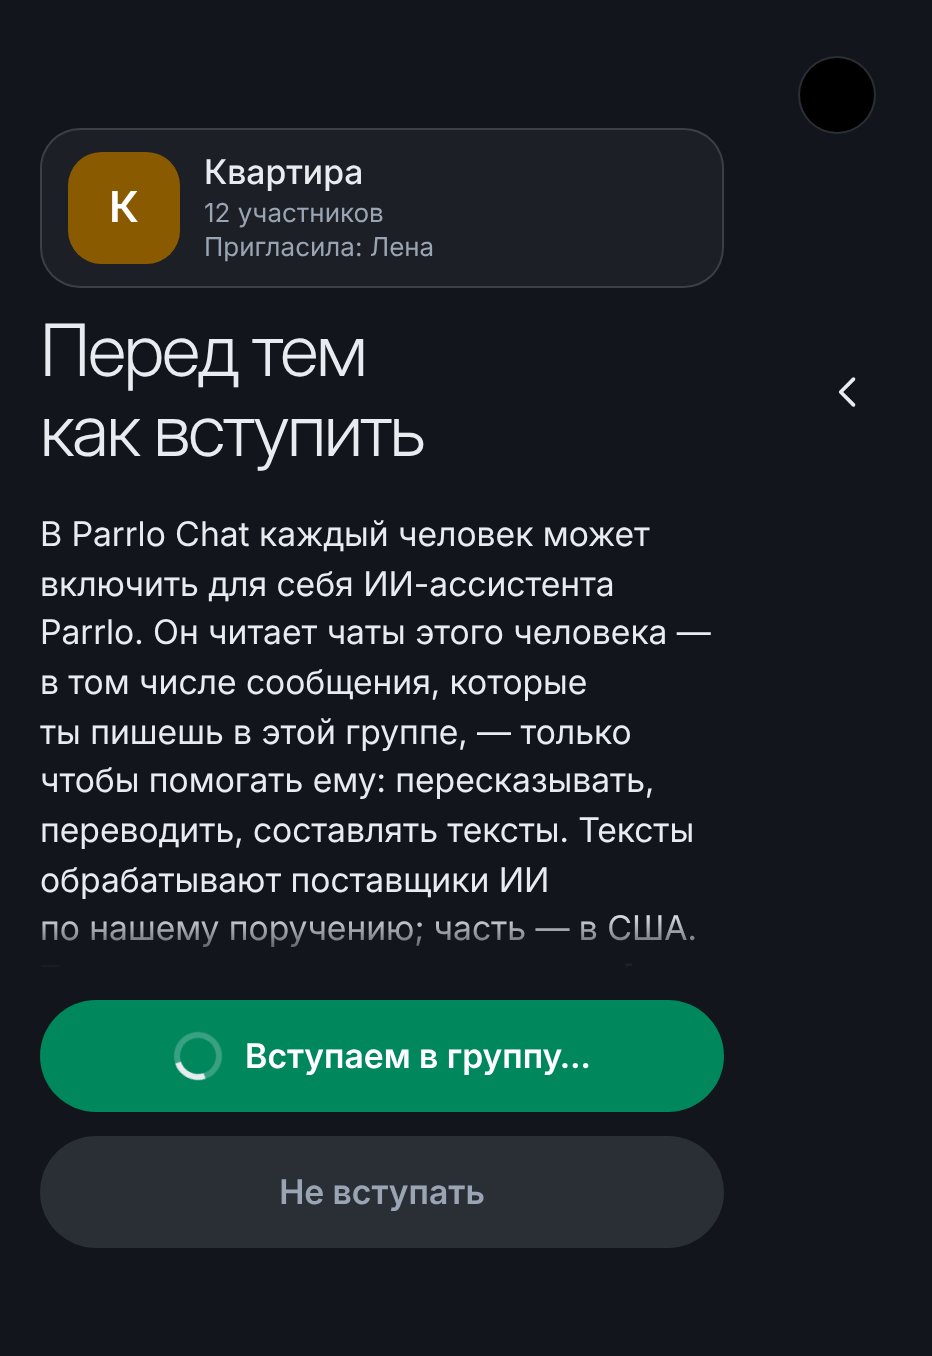 К
Квартира
12 участников
Пригласила: Лена
Перед тем
как вступить
В Parrlo Chat каждый человек может
включить для себя ИИ-ассистента
Parrlo. Он читает чаты этого человека —
в том числе сообщения, которые
ты пишешь в этой группе, — только
чтобы помогать ему: пересказывать,
переводить, составлять тексты. Тексты
обрабатывают поставщики ИИ
по нашему поручению; часть — в США.
Вступаем в группу...
Не вступать